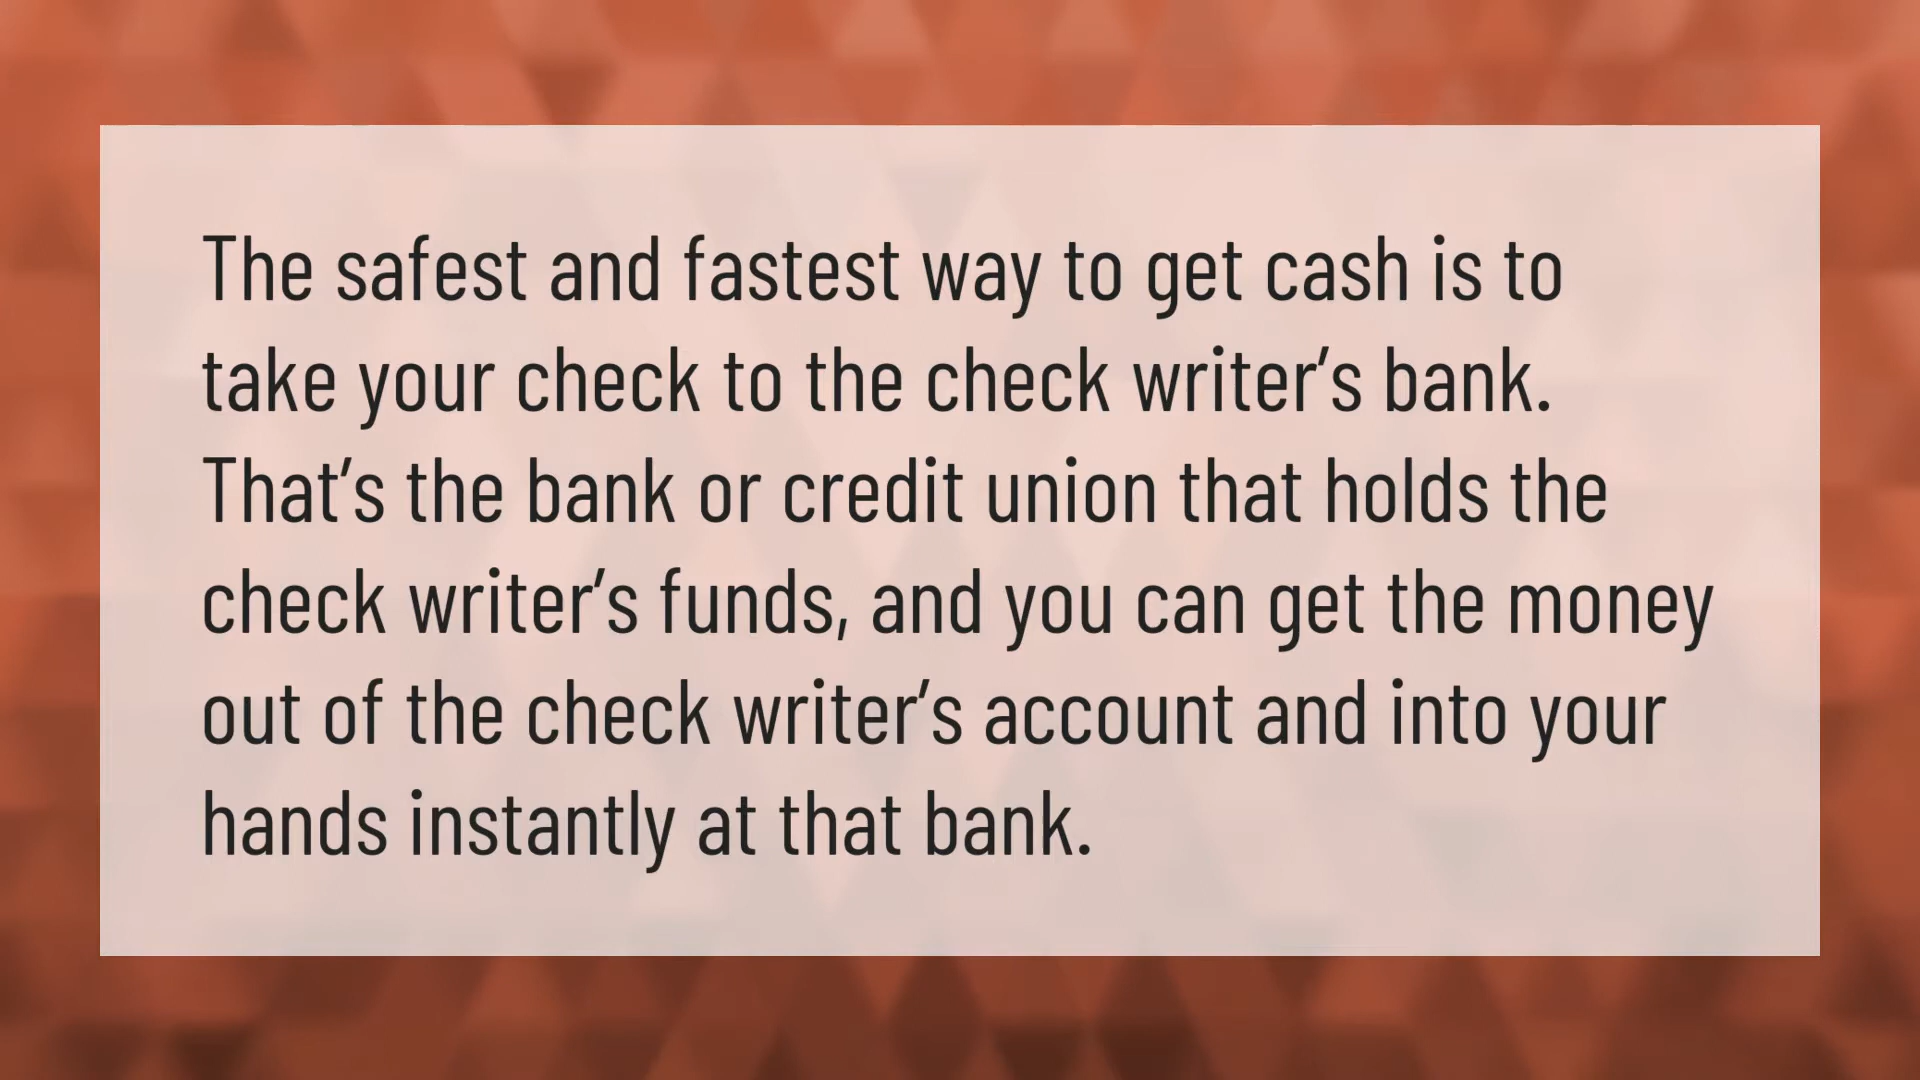 The safest and fastest way to get cash is to
take your check to the check writer’s bank.
That’s the bank or credit union that holds the
check writer’s funds, and you can get the money
out of the check writer’s account and into your
hands instantly at that bank.